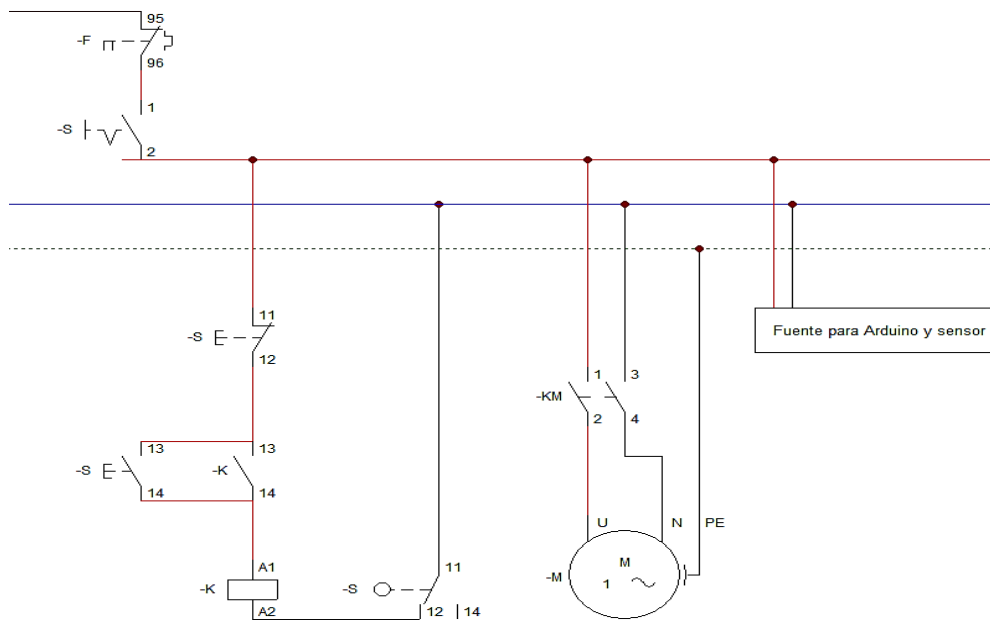 95
-F
96
1
-S
2
11
-S
12
Fuente para Arduino y sensor
1 3
-KM
2 4
13 13
-S -K
14 14
U N PE
A1 11 M
-K -S -M 1
A2 12 14